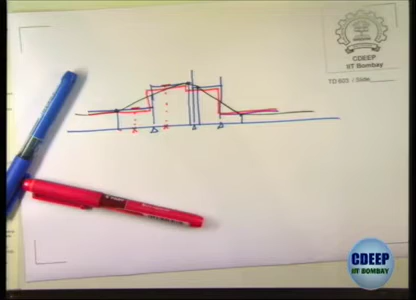 CDEEP
IIT Bombay
TD 603 / Slide
CDEEP
IIT BOMBAY